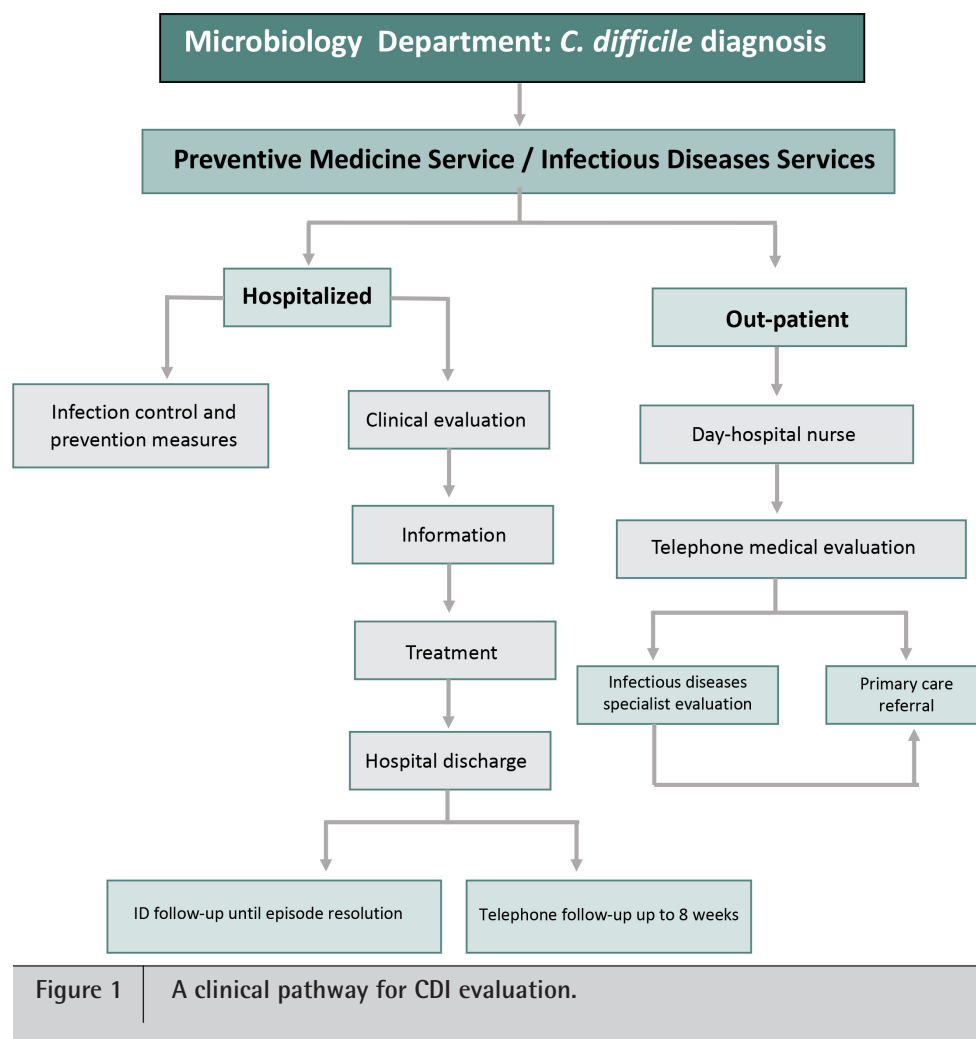 Microbiology Department: C. difficile diagnosis
Preventive Medicine Service / Infectious Diseases Services
Hospitalized
Out-patient
Infection control and
prevention measures
Clinical evaluation
Day-hospital nurse
Information
Telephone medical evaluation
Treatment
Infectious diseases
specialist evaluation
Primary care
referral
Hospital discharge
ID follow-up until episode resolution
Telephone follow-up up to 8 weeks
Figure 1
A clinical pathway for CDI evaluation.